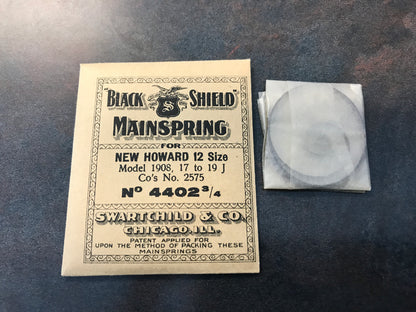 "BLACK SHIELD"
S
MAINSPRING
FOR
NEW HOWARD 12 Size
Model 1908, 17 to 19 J
Co's No. 2575
No 4402 3/4
SWARTCHILD & CO.
CHICAGO, ILL.
PATENT APPLIED FOR
UPON THE METHOD OF PACKING THESE
MAINSPRINGS